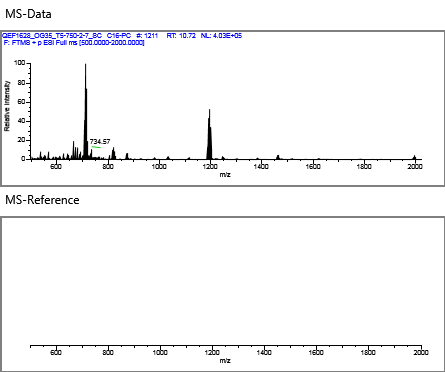 MS-Data
QEF1628_OG35_T5-750-2-7_8C C16-PC #: 1211 RT: 10.72 NL: 4.03E+05
F: FTMS + p ESI Full ms [500.0000-2000.0000]
100
80
60
40
20
0
Relative Intensity
734.57
600 800 1000 1200 1400 1600 1800 2000
m/z
MS-Reference
600 800 1000 1200 1400 1600 1800 2000
m/z